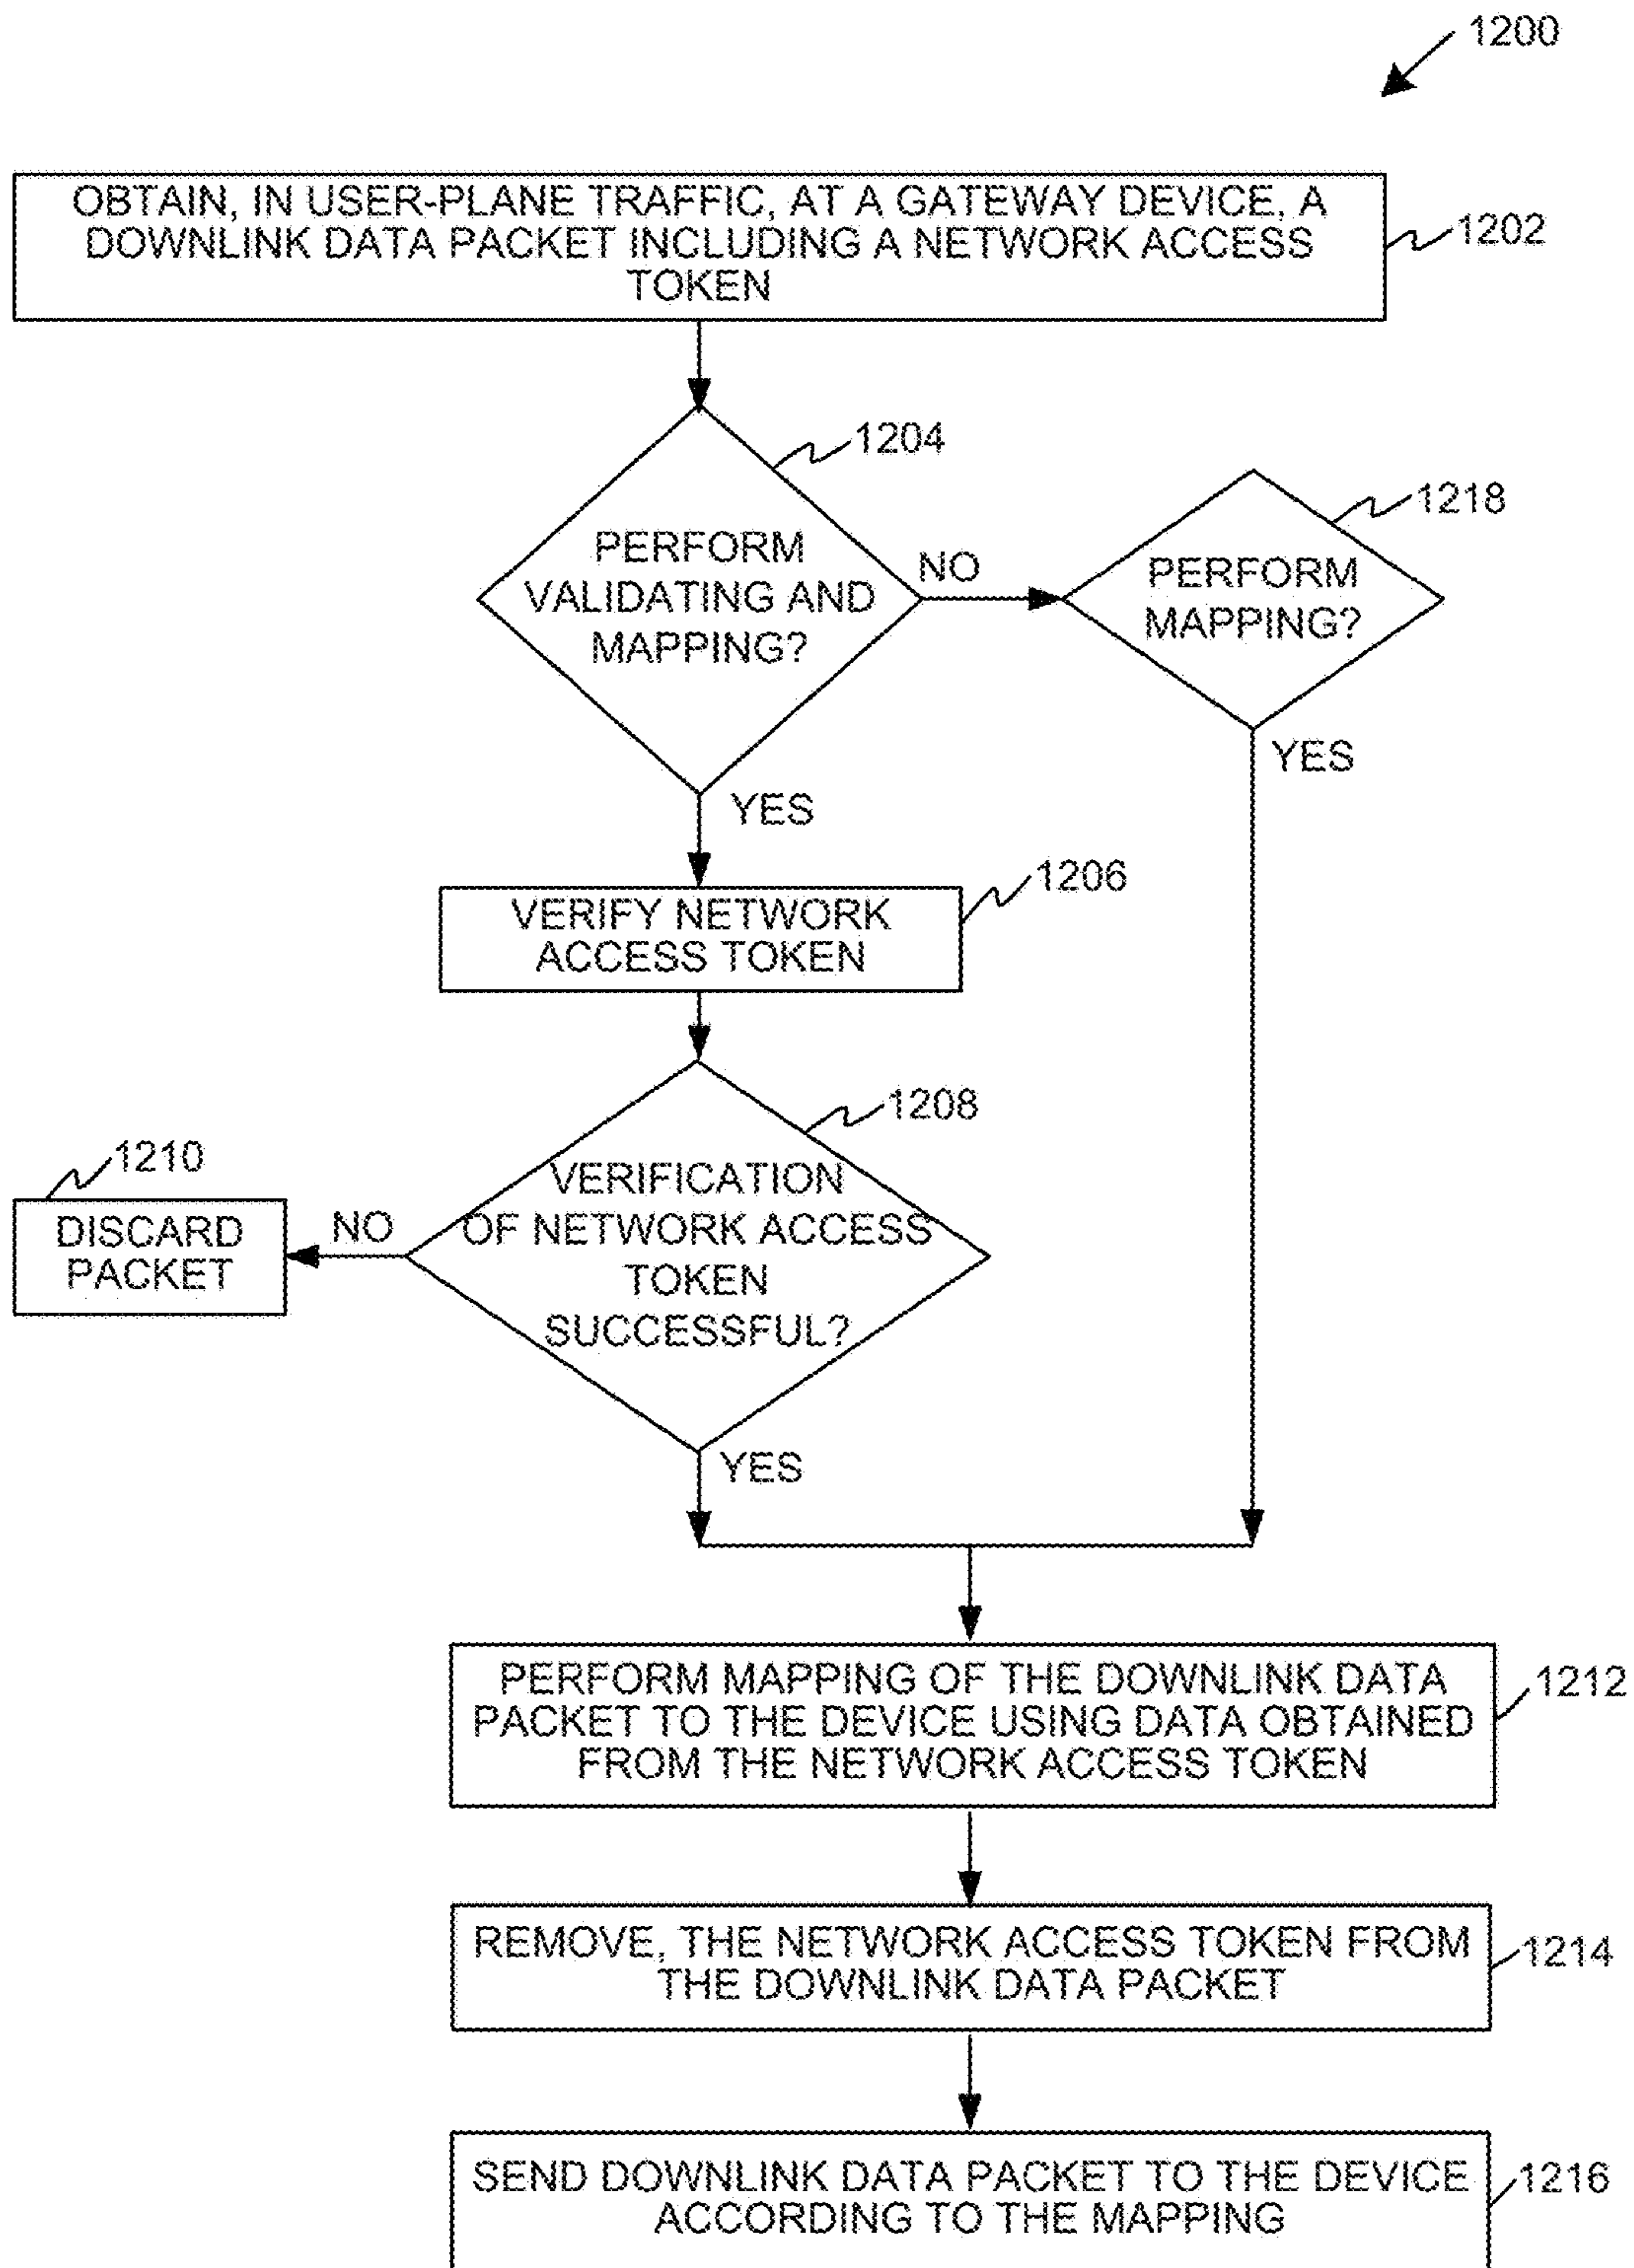 1200
OBTAIN, IN USER-PLANE TRAFFIC, AT A GATEWAY DEVICE, A
DOWNLINK DATA PACKET INCLUDING A NETWORK ACCESS
TOKEN
1202
1204
PERFORM
VALIDATING AND
MAPPING?
NO
1218
PERFORM
MAPPING?
YES
YES
1206
VERIFY NETWORK
ACCESS TOKEN
1208
VERIFICATION
OF NETWORK ACCESS
TOKEN
SUCCESSFUL?
NO
1210
DISCARD
PACKET
YES
PERFORM MAPPING OF THE DOWNLINK DATA
PACKET TO THE DEVICE USING DATA OBTAINED
FROM THE NETWORK ACCESS TOKEN
1212
REMOVE, THE NETWORK ACCESS TOKEN FROM
THE DOWNLINK DATA PACKET
1214
SEND DOWNLINK DATA PACKET TO THE DEVICE
ACCORDING TO THE MAPPING
1216